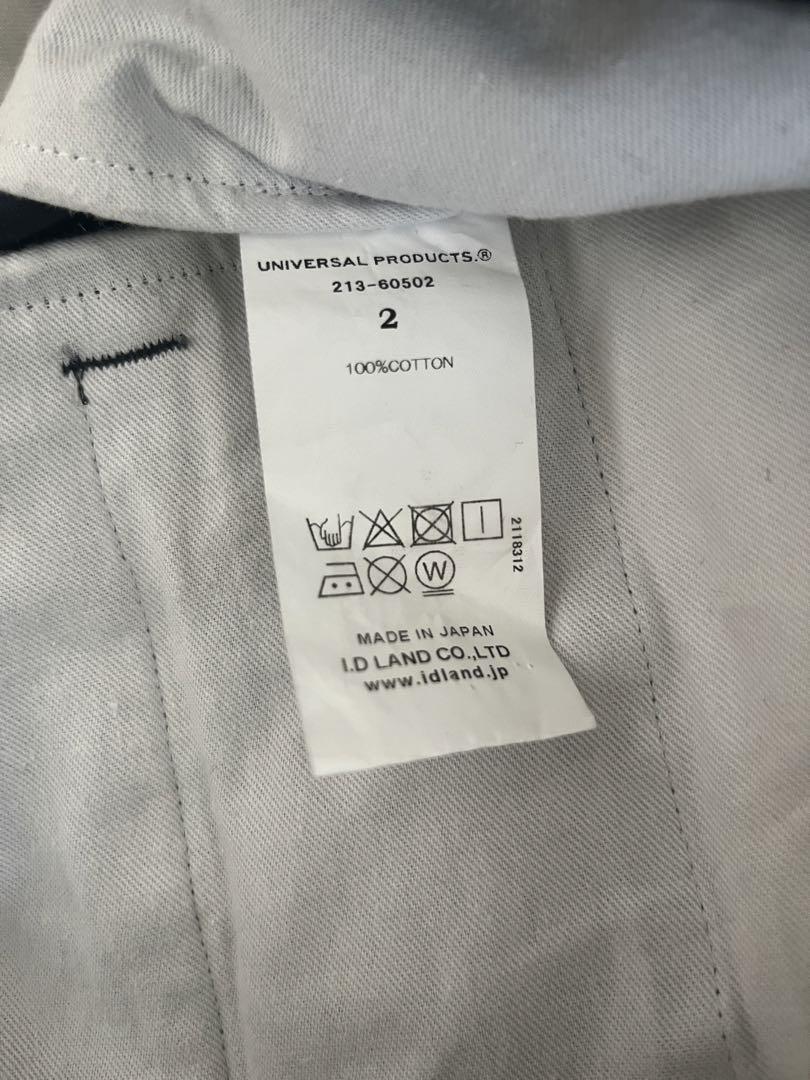 UNIVERSAL PRODUCTS.®
213-60502
2
100%COTTON
2118312
W
MADE IN JAPAN
I.D LAND CO.,LTD
www.idland.jp